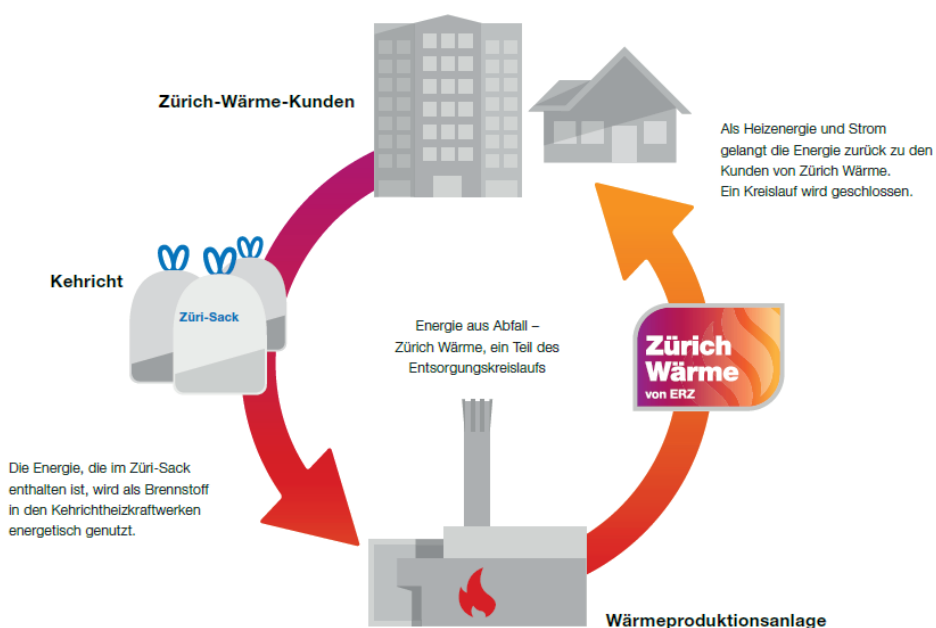 Zürich-Wärme-Kunden
Als Heizenergie und Strom
gelangt die Energie zurück zu den
Kunden von Zürich Wärme.
Ein Kreislauf wird geschlossen.
Kehricht
Züri-Sack
Energie aus Abfall –
Zürich Wärme, ein Teil des
Entsorgungskreislaufs
Zürich
Wärme
von ERZ
Die Energie, die im Züri-Sack
enthalten ist, wird als Brennstoff
in den Kehrichtheizkraftwerken
energetisch genutzt.
Wärmeproduktionsanlage